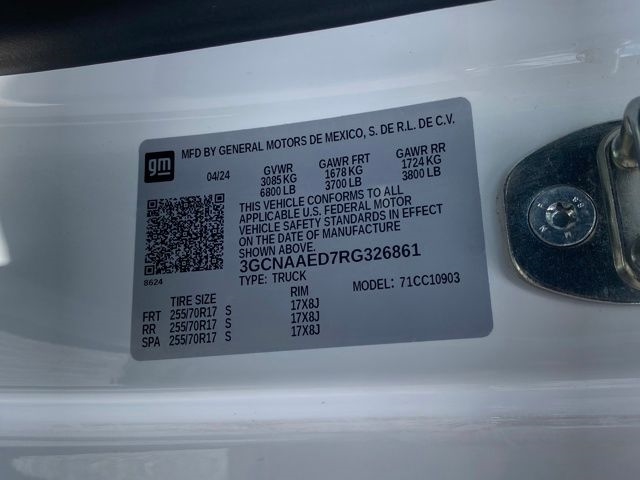 MFD BY GENERAL MOTORS DE MEXICO, S. DE R.L. DE C.V.
gm
04/24 GVWR GAWR FRT GAWR RR
3085 KG 1678 KG 1724 KG
6800 LB 3700 LB 3800 LB
THIS VEHICLE CONFORMS TO ALL
APPLICABLE U.S. FEDERAL MOTOR
VEHICLE SAFETY STANDARDS IN EFFECT
ON THE DATE OF MANUFACTURE
SHOWN ABOVE.
3GCNAAED7RG326861
TYPE: TRUCK MODEL: 71CC10903
8624
TIRE SIZE RIM
FRT 255/70R17 S 17X8J
RR 255/70R17 S 17X8J
SPA 255/70R17 S 17X8J